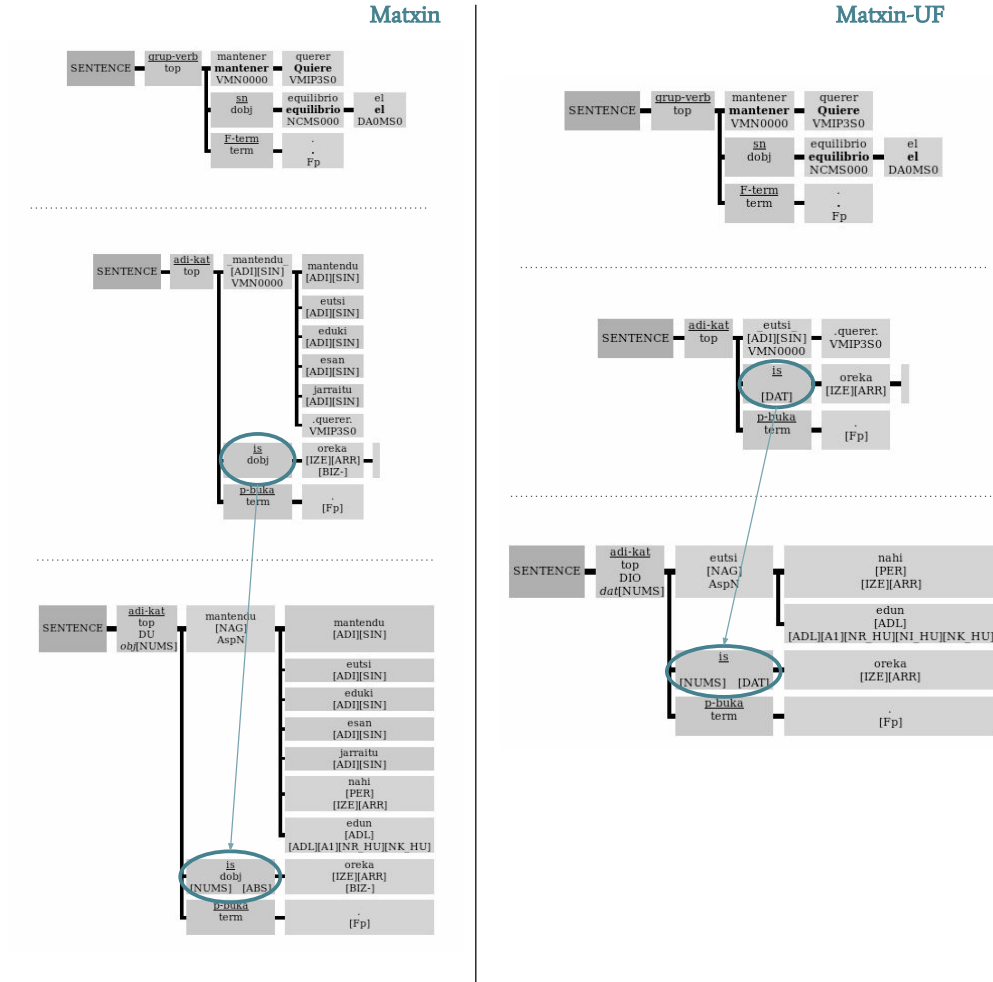 Matxin
SENTENCE
grup-verb
top
mantener
mantener
VMN0000
querer
Quiere
VMIP3S0
sn
dobj
equilibrio
equilibrio
NCMS000
el
el
DA0MS0
F-term
term
.
.
Fp
SENTENCE
adi-kat
top
_mantendu_
[ADI][SIN]
VMN0000
mantendu
[ADI][SIN]
eutsi
[ADI][SIN]
eduki
[ADI][SIN]
esan
[ADI][SIN]
jarraitu
[ADI][SIN]
.querer.
VMIP3S0
is
dobj
oreka
[IZE][ARR]
[BIZ-]
p-buka
term
.
[Fp]
SENTENCE
adi-kat
top
DU
obj[NUMS]
mantendu
[NAG]
AspN
mantendu
[ADI][SIN]
eutsi
[ADI][SIN]
eduki
[ADI][SIN]
esan
[ADI][SIN]
jarraitu
[ADI][SIN]
nahi
[PER]
[IZE][ARR]
edun
[ADL]
[ADL][A1][NR_HU][NK_HU]
is
dobj
[NUMS] [ABS]
oreka
[IZE][ARR]
[BIZ-]
p-buka
term
.
[Fp]
Matxin-UF
SENTENCE
grup-verb
top
mantener
mantener
VMN0000
querer
Quiere
VMIP3S0
sn
dobj
equilibrio
equilibrio
NCMS000
el
el
DA0MS0
F-term
term
.
.
Fp
SENTENCE
adi-kat
top
_eutsi_
[ADI][SIN]
VMN0000
.querer.
VMIP3S0
is
[DAT]
oreka
[IZE][ARR]
p-buka
term
.
[Fp]
SENTENCE
adi-kat
top
DIO
dat[NUMS]
eutsi
[NAG]
AspN
nahi
[PER]
[IZE][ARR]
edun
[ADL]
[ADL][A1][NR_HU][NI_HU][NK_HU]
is
[NUMS] [DAT]
oreka
[IZE][ARR]
p-buka
term
.
[Fp]